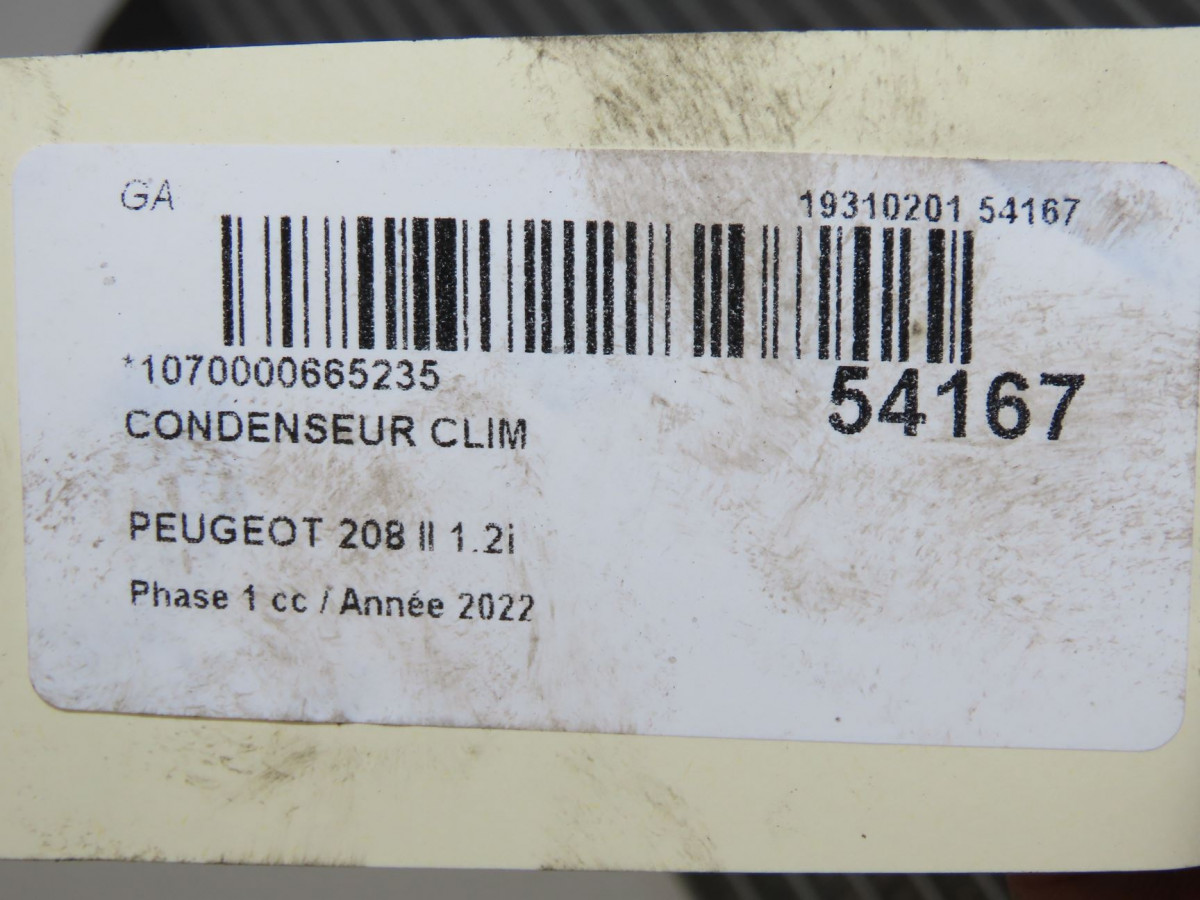 GA
19310201 54167
*1070000665235
54167
CONDENSEUR CLIM
PEUGEOT 208 II 1.2i
Phase 1 cc / Année 2022